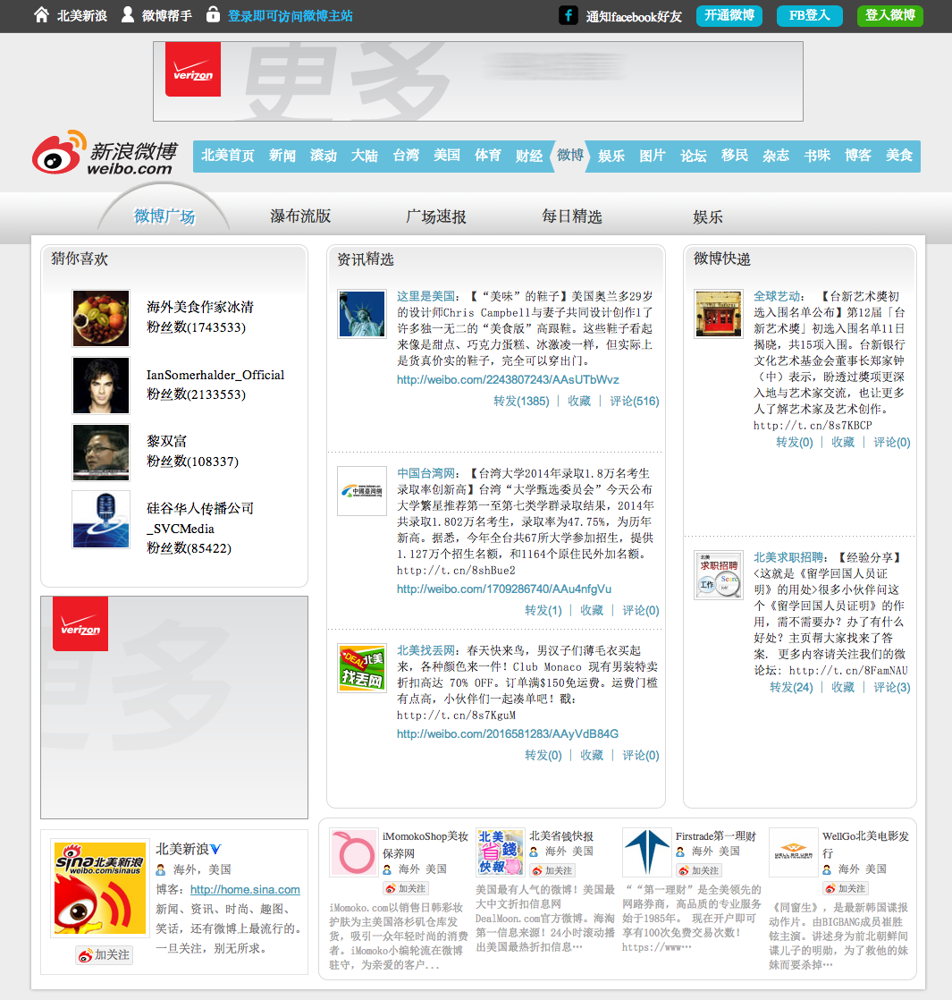 北美新浪 微博帮手 登录即可访问微博主站 通知facebook好友 开通微博 FB登入 登入微博
verizon 更多
新浪微博
weibo.com
北美首页 新闻 滚动 大陆 台湾 美国 体育 财经 微博 娱乐 图片 论坛 移民 杂志 书味 博客 美食
微博广场 瀑布流版 广场速报 每日精选 娱乐
猜你喜欢
海外美食作家冰清
粉丝数(1743533)
IanSomerhalder_Official
粉丝数(2133553)
黎双富
粉丝数(108337)
硅谷华人传播公司
_SVCMedia
粉丝数(85422)
verizon
更多
sina北美新浪
weibo.com/sinaus
加关注
北美新浪
海外，美国
博客：http://home.sina.com
新闻、资讯、时尚、趣图、
笑话，还有微博上最流行的。
一旦关注，别无所求。
资讯精选
这里是美国：【“美味”的鞋子】美国奥兰多29岁
的设计师Chris Campbell与妻子共同设计创作1了
许多独一无二的“美食版”高跟鞋。这些鞋子看起
来像是甜点、巧克力蛋糕、冰激凌一样，但实际上
是货真价实的鞋子，完全可以穿出门。
http://weibo.com/2243807243/AAsUTbWvz
转发(1385) | 收藏 | 评论(516)
中国台湾网：【台湾大学2014年录取1.8万名考生
录取率创新高】台湾“大学甄选委员会”今天公布
大学繁星推荐第一至第七类学群录取结果，2014年
共录取1.802万名考生，录取率为47.75%，为历年
新高。据悉，今年全台共67所大学参加招生，提供
1.127万个招生名额，和1164个原住民外加名额。
http://t.cn/8shBue2
http://weibo.com/1709286740/AAu4nfgVu
转发(1) | 收藏 | 评论(0)
DEAL 北美
找丢网
北美找丢网：春天快来鸟，男汉子们薄毛衣买起
来，各种颜色来一件！Club Monaco 现有男装特卖
折扣高达 70% OFF。订单满$150免运费。运费门槛
有点高，小伙伴们一起凑单吧！戳：
http://t.cn/8s7KguM
http://weibo.com/2016581283/AAyVdB84G
转发(0) | 收藏 | 评论(0)
微博快递
全球艺动： 【台新艺术奖初
选入围名单公布】第12届「台
新艺术奖」初选入围名单11日
揭晓，共15项入围。台新银行
文化艺术基金会董事长郑家钟
（中）表示，盼透过奖项更深
入地与艺术家交流，也让更多
人了解艺术家及艺术创作。
http://t.cn/8s7KBCP
转发(0) | 收藏 | 评论(0)
北美
求职招聘
工作
北美求职招聘：【经验分享】
<这就是《留学回国人员证
明》的用处>很多小伙伴问这
个《留学回国人员证明》的作
用，需不需要办？办了有什么
好处？主页帮大家找来了答
案. 更多内容请关注我们的微
论坛: http://t.cn/8FamNAU
转发(24) | 收藏 | 评论(3)
iMomokoShop美妆
保养网
海外 美国
加关注
iMomoko.com以销售日韩彩妆
护肤为主美国洛杉矶仓库发
货，吸引一众年轻时尚的消费
者。iMomoko小编轮流在微博
驻守，为亲爱的客户...
北美
省钱
快报
北美省钱快报
海外 美国
加关注
美国最有人气的微博！美国最
大中文折扣信息网
DealMoon.com官方微博。海淘
第一信息来源！24小时滚动播
出美国最热折扣信息…
Firstrade第一理财
海外 美国
加关注
““第一理财”是全美领先的
网路券商，高品质的专业服务
始于1985年。 现在开户即可
享有100次免费交易次数！
https://www…
WellGo北美电影发
行
海外 美国
加关注
《同窗生》，是最新韩国谍报
动作片。由BIGBANG成员崔胜
铉主演。讲述身为前北朝鲜间
谍儿子的明勋，为了救他的妹
妹而要杀掉…